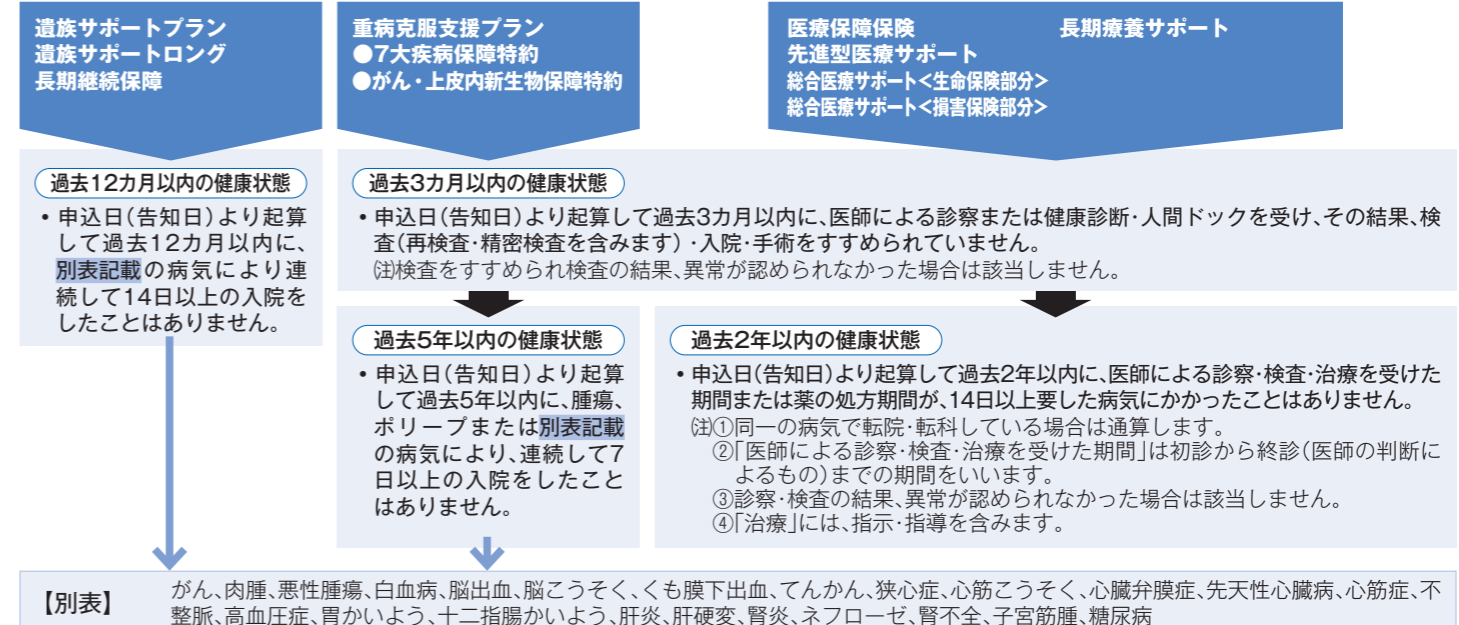 遺族サポートプラン
遺族サポートロング
長期継続保障
重病克服支援プラン
●7大疾病保障特約
●がん・上皮内新生物保障特約
医療保障保険　長期療養サポート
先進型医療サポート
総合医療サポート<生命保険部分>
総合医療サポート<損害保険部分>
過去12カ月以内の健康状態
・申込日(告知日)より起算
して過去12カ月以内に、
別表記載の病気により連
続して14日以上の入院を
したことはありません。
過去3カ月以内の健康状態
・申込日(告知日)より起算して過去3カ月以内に、医師による診察または健康診断・人間ドックを受け、その結果、検
査(再検査・精密検査を含みます)・入院・手術をすすめられていません。
㊟検査をすすめられ検査の結果、異常が認められなかった場合は該当しません。
過去5年以内の健康状態
・申込日(告知日)より起算
して過去5年以内に、腫瘍、
ポリープまたは別表記載
の病気により、連続して7
日以上の入院をしたこと
はありません。
過去2年以内の健康状態
・申込日(告知日)より起算して過去2年以内に、医師による診察・検査・治療を受けた
期間または薬の処方期間が、14日以上要した病気にかかったことはありません。
㊟①同一の病気で転院・転科している場合は通算します。
②「医師による診察・検査・治療を受けた期間」は初診から終診(医師の判断に
よるもの)までの期間をいいます。
③診察・検査の結果、異常が認められなかった場合は該当しません。
④「治療」には、指示・指導を含みます。
【別表】　がん、肉腫、悪性腫瘍、白血病、脳出血、脳こうそく、くも膜下出血、てんかん、狭心症、心筋こうそく、心臓弁膜症、先天性心臓病、心筋症、不
整脈、高血圧症、胃かいよう、十二指腸かいよう、肝炎、肝硬変、腎炎、ネフローゼ、腎不全、子宮筋腫、糖尿病